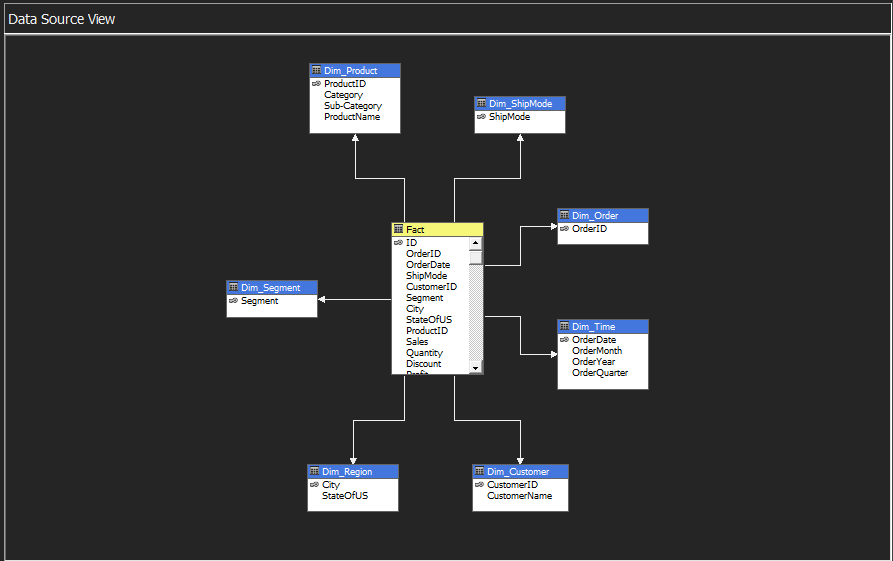 Data Source View
Dim_Product
ProductID
Category
Sub-Category
ProductName
Dim_ShipMode
ShipMode
Dim_Order
OrderID
Fact
ID
OrderID
OrderDate
ShipMode
CustomerID
Segment
City
StateOfUS
ProductID
Sales
Quantity
Discount
Profit
Dim_Segment
Segment
Dim_Time
OrderDate
OrderMonth
OrderYear
OrderQuarter
Dim_Region
City
StateOfUS
Dim_Customer
CustomerID
CustomerName